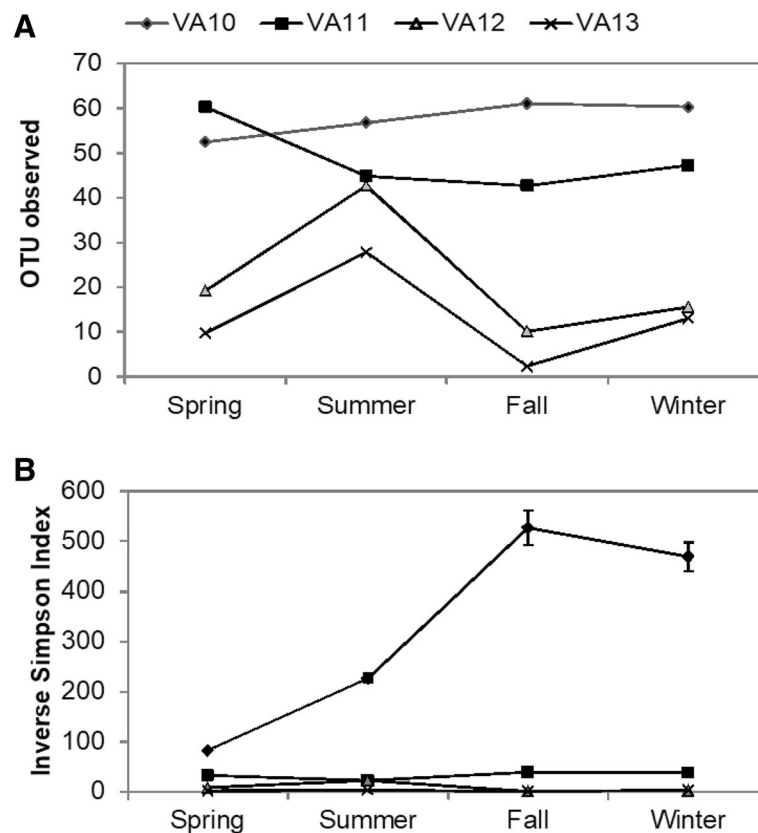 A
VA10 VA11 VA12 VA13
OTU observed
70
60
50
40
30
20
10
0
Spring Summer Fall Winter
B
Inverse Simpson Index
600
500
400
300
200
100
0
Spring Summer Fall Winter